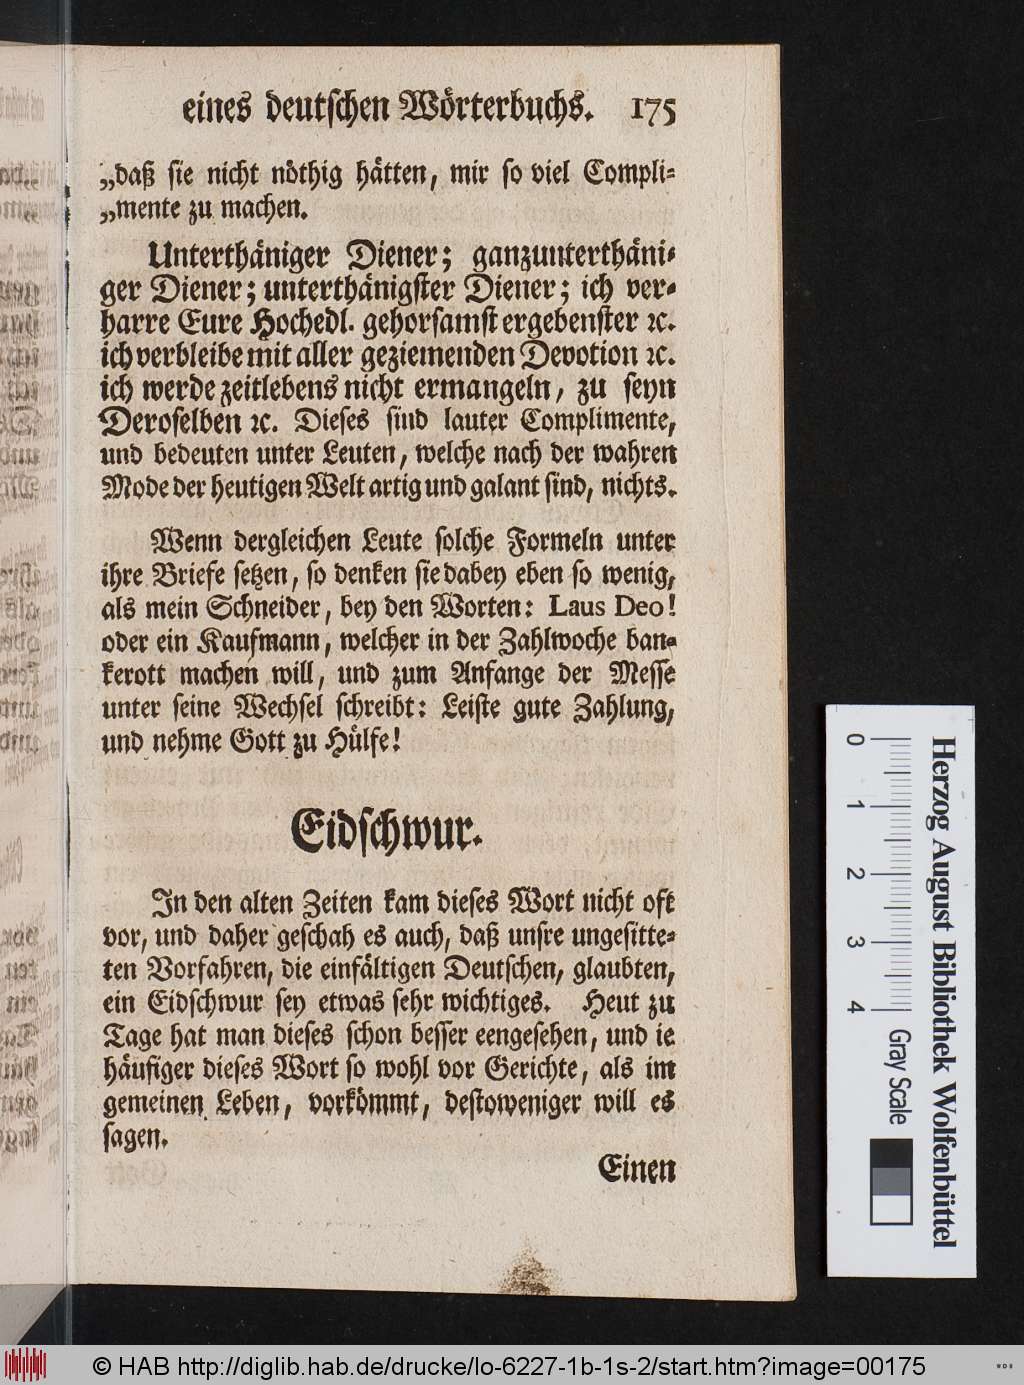 eines deutschen Wörterbuchs. 175
„daß sie nicht nöthig hätten, mir so viel Compli-
„mente zu machen.
Unterthäniger Diener; ganzunterthäni-
ger Diener; unterthänigster Diener; ich ver-
harre Eure Hochedl. gehorsamst ergebenster ꝛc.
ich verbleibe mit aller geziemenden Devotion ꝛc.
ich werde zeitlebens nicht ermangeln, zu seyn
Deroselben ꝛc. Dieses sind lauter Complimente,
und bedeuten unter Leuten, welche nach der wahren
Mode der heutigen Welt artig und galant sind, nichts.
Wenn dergleichen Leute solche Formeln unter
ihre Briefe setzen, so denken sie dabey eben so wenig,
als mein Schneider, bey den Worten: Laus Deo!
oder ein Kaufmann, welcher in der Zahlwoche ban-
kerott machen will, und zum Anfange der Messe
unter seine Wechsel schreibt: Leiste gute Zahlung,
und nehme Gott zu Hülfe!
Eidschwur.
In den alten Zeiten kam dieses Wort nicht oft
vor, und daher geschah es auch, daß unsre ungesitte-
ten Vorfahren, die einfältigen Deutschen, glaubten,
ein Eidschwur sey etwas sehr wichtiges. Heut zu
Tage hat man dieses schon besser eengesehen, und ie
häufiger dieses Wort so wohl vor Gerichte, als im
gemeinen Leben, vorkömmt, destoweniger will es
sagen.
Einen
Herzog August Bibliothek Wolfenbüttel
0 1 2 3 4 Gray Scale
© HAB http://diglib.hab.de/drucke/lo-6227-1b-1s-2/start.htm?image=00175